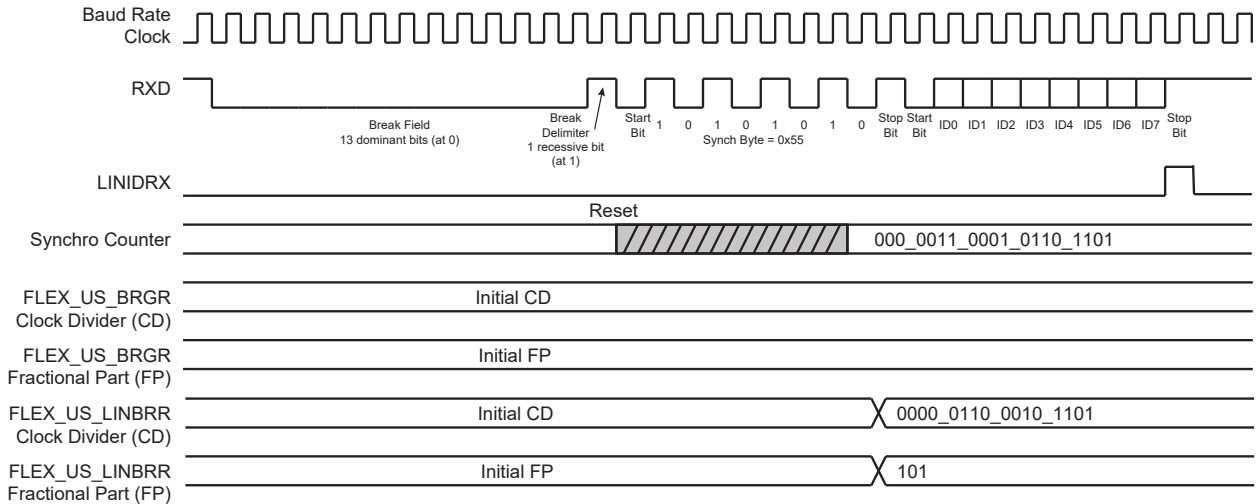 Baud Rate
Clock
RXD
Break Field
13 dominant bits (at 0)
Break
Delimiter
1 recessive bit
(at 1)
Start
Bit
1 0 1 0 1 0 1 0
Synch Byte = 0x55
Stop
Bit
Start
Bit
ID0 ID1 ID2 ID3 ID4 ID5 ID6 ID7
Stop
Bit
LINIDRX
Reset
Synchro Counter
000_0011_0001_0110_1101
FLEX_US_BRGR
Clock Divider (CD)
Initial CD
FLEX_US_BRGR
Fractional Part (FP)
Initial FP
FLEX_US_LINBRR
Clock Divider (CD)
Initial CD
0000_0110_0010_1101
FLEX_US_LINBRR
Fractional Part (FP)
Initial FP
101